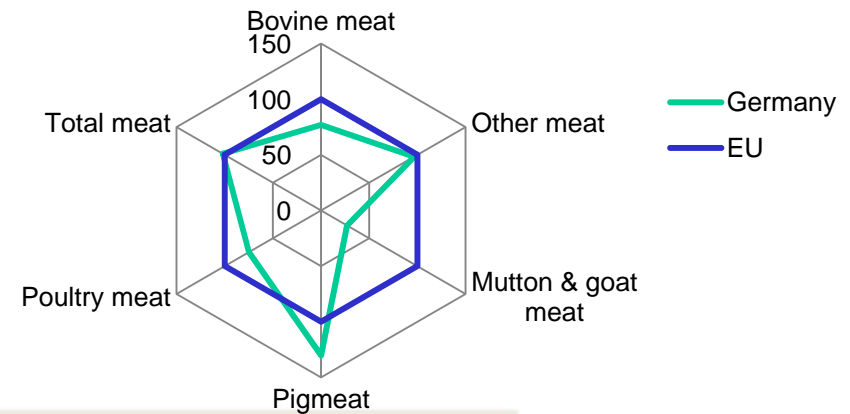 Bovine meat
150
100
50
0
Total meat
Other meat
Germany
EU
Poultry meat
Mutton & goat
meat
Pigmeat